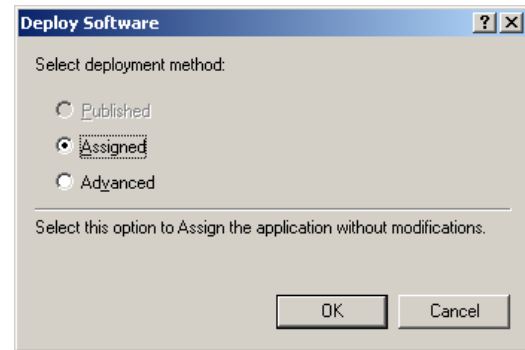 Deploy Software
Select deployment method:
Published
Assigned
Advanced
Select this option to Assign the application without modifications.
OK Cancel